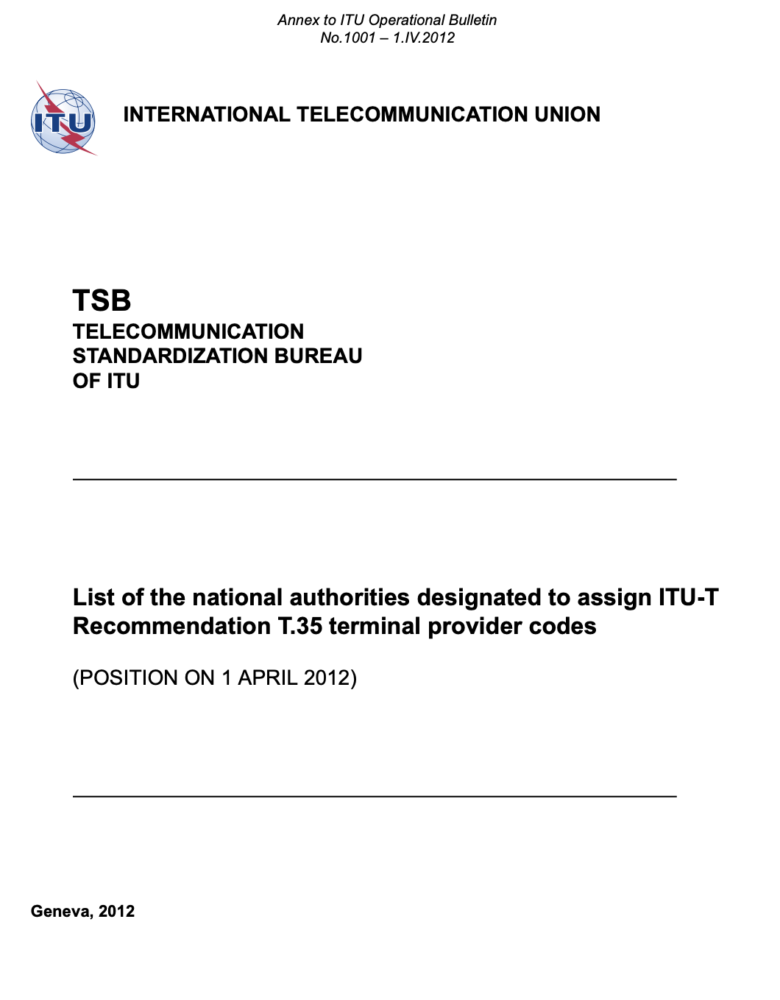 Annex to ITU Operational Bulletin
No.1001 – 1.IV.2012
ITU
INTERNATIONAL TELECOMMUNICATION UNION
TSB
TELECOMMUNICATION
STANDARDIZATION BUREAU
OF ITU
List of the national authorities designated to assign ITU-T
Recommendation T.35 terminal provider codes
(POSITION ON 1 APRIL 2012)
Geneva, 2012